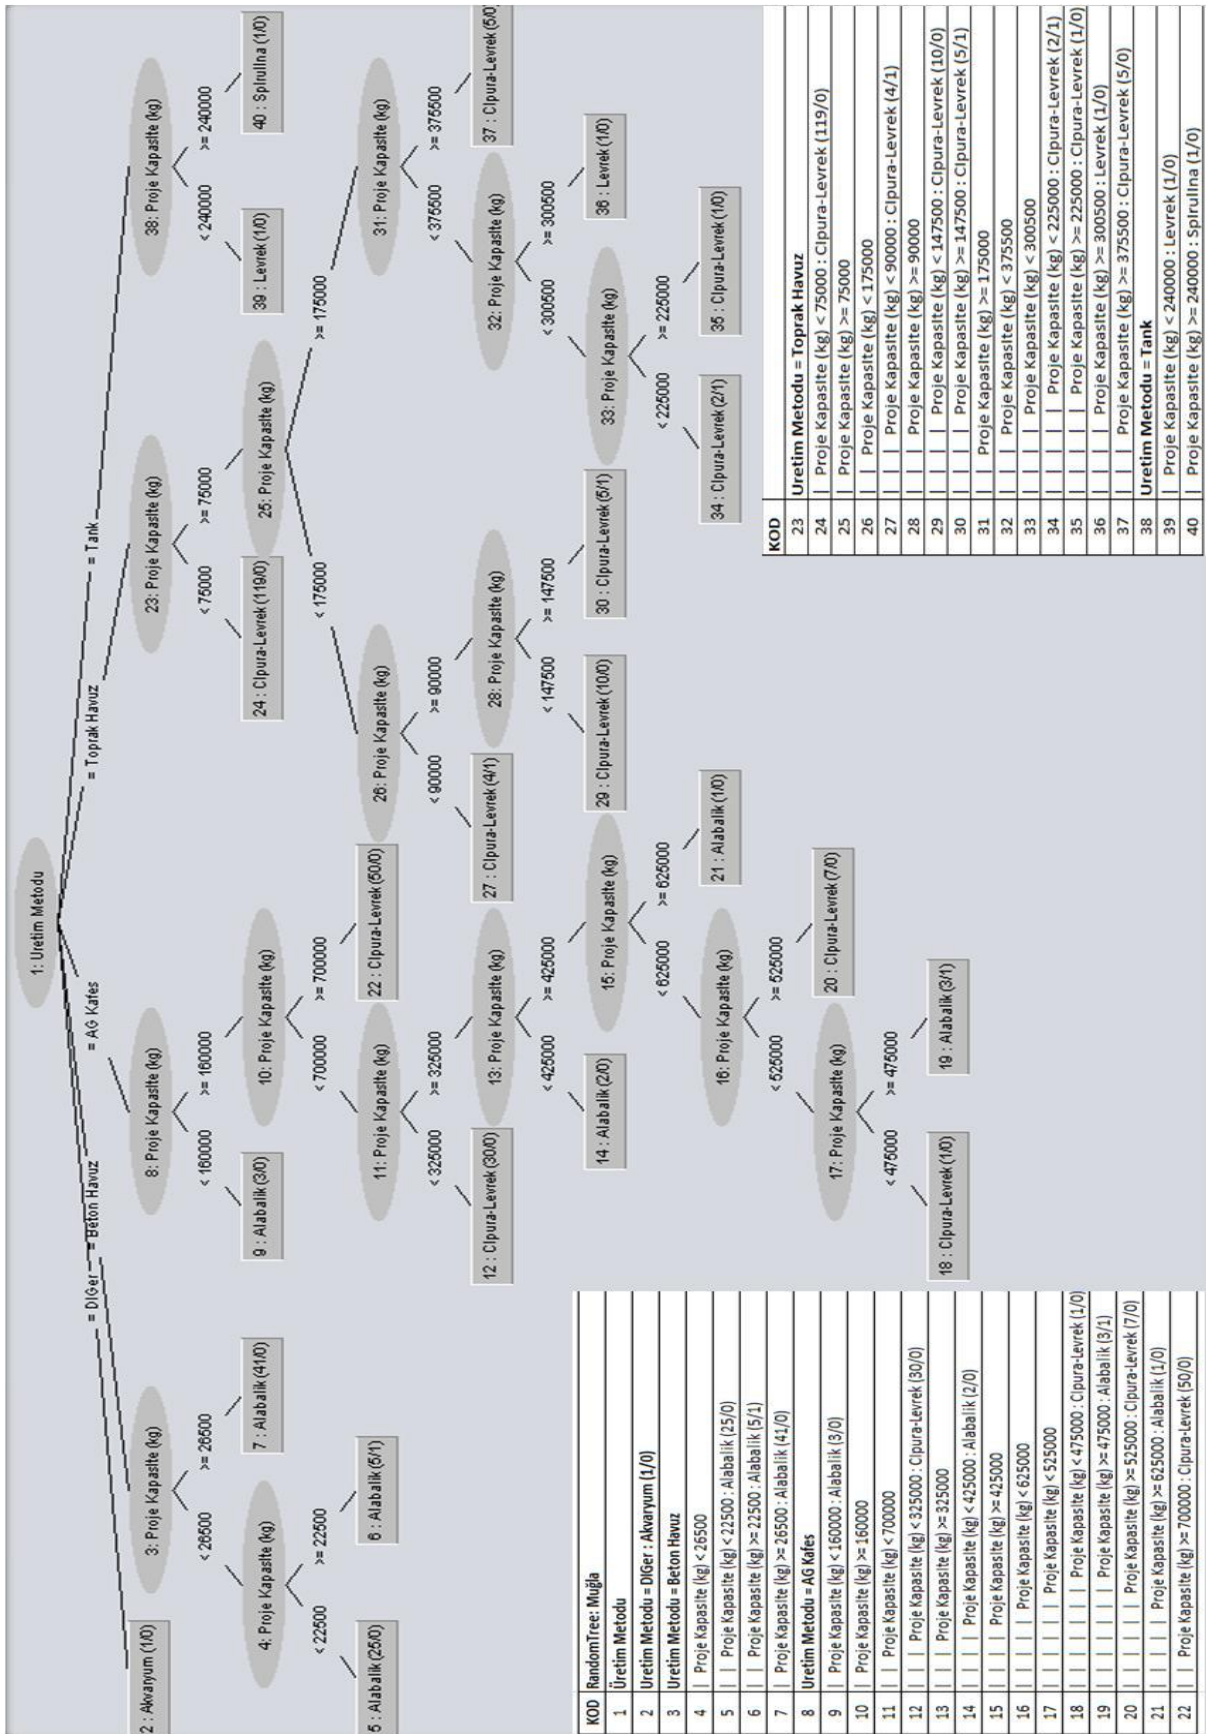 1: Uretim Metodu
= DIGer
= Beton Havuz
= AG Kafes
= Toprak Havuz
= Tank
2 : Akvaryum (1/0)
3: Proje Kapasite (kg)
8: Proje Kapasite (kg)
23: Proje Kapasite (kg)
38: Proje Kapasite (kg)
< 26500
>= 26500
< 160000
>= 160000
< 75000
>= 75000
< 240000
>= 240000
4: Proje Kapasite (kg)
7 : Alabalik (41/0)
9 : Alabalik (3/0)
10: Proje Kapasite (kg)
24 : Cipura-Levrek (119/0)
25: Proje Kapasite (kg)
39 : Levrek (1/0)
40 : Spirulina (1/0)
< 22500
>= 22500
< 700000
>= 700000
< 175000
>= 175000
5 : Alabalik (25/0)
6 : Alabalik (5/1)
11: Proje Kapasite (kg)
22 : Cipura-Levrek (50/0)
26: Proje Kapasite (kg)
31: Proje Kapasite (kg)
< 325000
>= 325000
< 90000
>= 90000
< 375500
>= 375500
12 : Cipura-Levrek (30/0)
13: Proje Kapasite (kg)
27 : Cipura-Levrek (4/1)
28: Proje Kapasite (kg)
32: Proje Kapasite (kg)
37 : Cipura-Levrek (5/0)
< 425000
>= 425000
< 147500
>= 147500
< 300500
>= 300500
14 : Alabalik (2/0)
15: Proje Kapasite (kg)
29 : Cipura-Levrek (10/0)
30 : Cipura-Levrek (5/1)
33: Proje Kapasite (kg)
36 : Levrek (1/0)
< 625000
>= 625000
< 225000
>= 225000
16: Proje Kapasite (kg)
21 : Alabalik (1/0)
34 : Cipura-Levrek (2/1)
35 : Cipura-Levrek (1/0)
< 525000
>= 525000
17: Proje Kapasite (kg)
20 : Cipura-Levrek (7/0)
< 475000
>= 475000
18 : Cipura-Levrek (1/0)
19 : Alabalik (3/1)
KOD RandomTree: Muğla
1 Üretim Metodu
2 Uretim Metodu = DIGer : Akvaryum (1/0)
3 Uretim Metodu = Beton Havuz
4 | Proje Kapasite (kg) < 26500
5 | | Proje Kapasite (kg) < 22500 : Alabalik (25/0)
6 | | Proje Kapasite (kg) >= 22500 : Alabalik (5/1)
7 | Proje Kapasite (kg) >= 26500 : Alabalik (41/0)
8 Uretim Metodu = AG Kafes
9 | Proje Kapasite (kg) < 160000 : Alabalik (3/0)
10 | Proje Kapasite (kg) >= 160000
11 | | Proje Kapasite (kg) < 700000
12 | | | Proje Kapasite (kg) < 325000 : Cipura-Levrek (30/0)
13 | | | Proje Kapasite (kg) >= 325000
14 | | | | Proje Kapasite (kg) < 425000 : Alabalik (2/0)
15 | | | | Proje Kapasite (kg) >= 425000
16 | | | | | Proje Kapasite (kg) < 625000
17 | | | | | | Proje Kapasite (kg) < 525000
18 | | | | | | | Proje Kapasite (kg) < 475000 : Cipura-Levrek (1/0)
19 | | | | | | | Proje Kapasite (kg) >= 475000 : Alabalik (3/1)
20 | | | | | | Proje Kapasite (kg) >= 525000 : Cipura-Levrek (7/0)
21 | | | | | Proje Kapasite (kg) >= 625000 : Alabalik (1/0)
22 | | Proje Kapasite (kg) >= 700000 : Cipura-Levrek (50/0)
KOD
23 Uretim Metodu = Toprak Havuz
24 | Proje Kapasite (kg) < 75000 : Cipura-Levrek (119/0)
25 | Proje Kapasite (kg) >= 75000
26 | | Proje Kapasite (kg) < 175000
27 | | | Proje Kapasite (kg) < 90000 : Cipura-Levrek (4/1)
28 | | | Proje Kapasite (kg) >= 90000
29 | | | | Proje Kapasite (kg) < 147500 : Cipura-Levrek (10/0)
30 | | | | Proje Kapasite (kg) >= 147500 : Cipura-Levrek (5/1)
31 | | Proje Kapasite (kg) >= 175000
32 | | | Proje Kapasite (kg) < 375500
33 | | | | Proje Kapasite (kg) < 300500
34 | | | | | Proje Kapasite (kg) < 225000 : Cipura-Levrek (2/1)
35 | | | | | Proje Kapasite (kg) >= 225000 : Cipura-Levrek (1/0)
36 | | | | Proje Kapasite (kg) >= 300500 : Levrek (1/0)
37 | | | Proje Kapasite (kg) >= 375500 : Cipura-Levrek (5/0)
38 Uretim Metodu = Tank
39 | Proje Kapasite (kg) < 240000 : Levrek (1/0)
40 | Proje Kapasite (kg) >= 240000 : Spirulina (1/0)